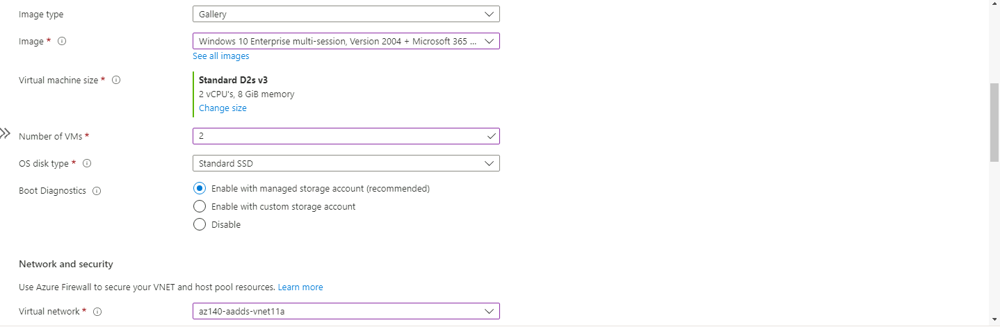 Image type Gallery
Image * Windows 10 Enterprise multi-session, Version 2004 + Microsoft 365 ...
See all images
Virtual machine size * Standard D2s v3
2 vCPU's, 8 GiB memory
Change size
Number of VMs * 2
OS disk type * Standard SSD
Boot Diagnostics Enable with managed storage account (recommended)
Enable with custom storage account
Disable
Network and security
Use Azure Firewall to secure your VNET and host pool resources. Learn more
Virtual network * az140-aadds-vnet11a